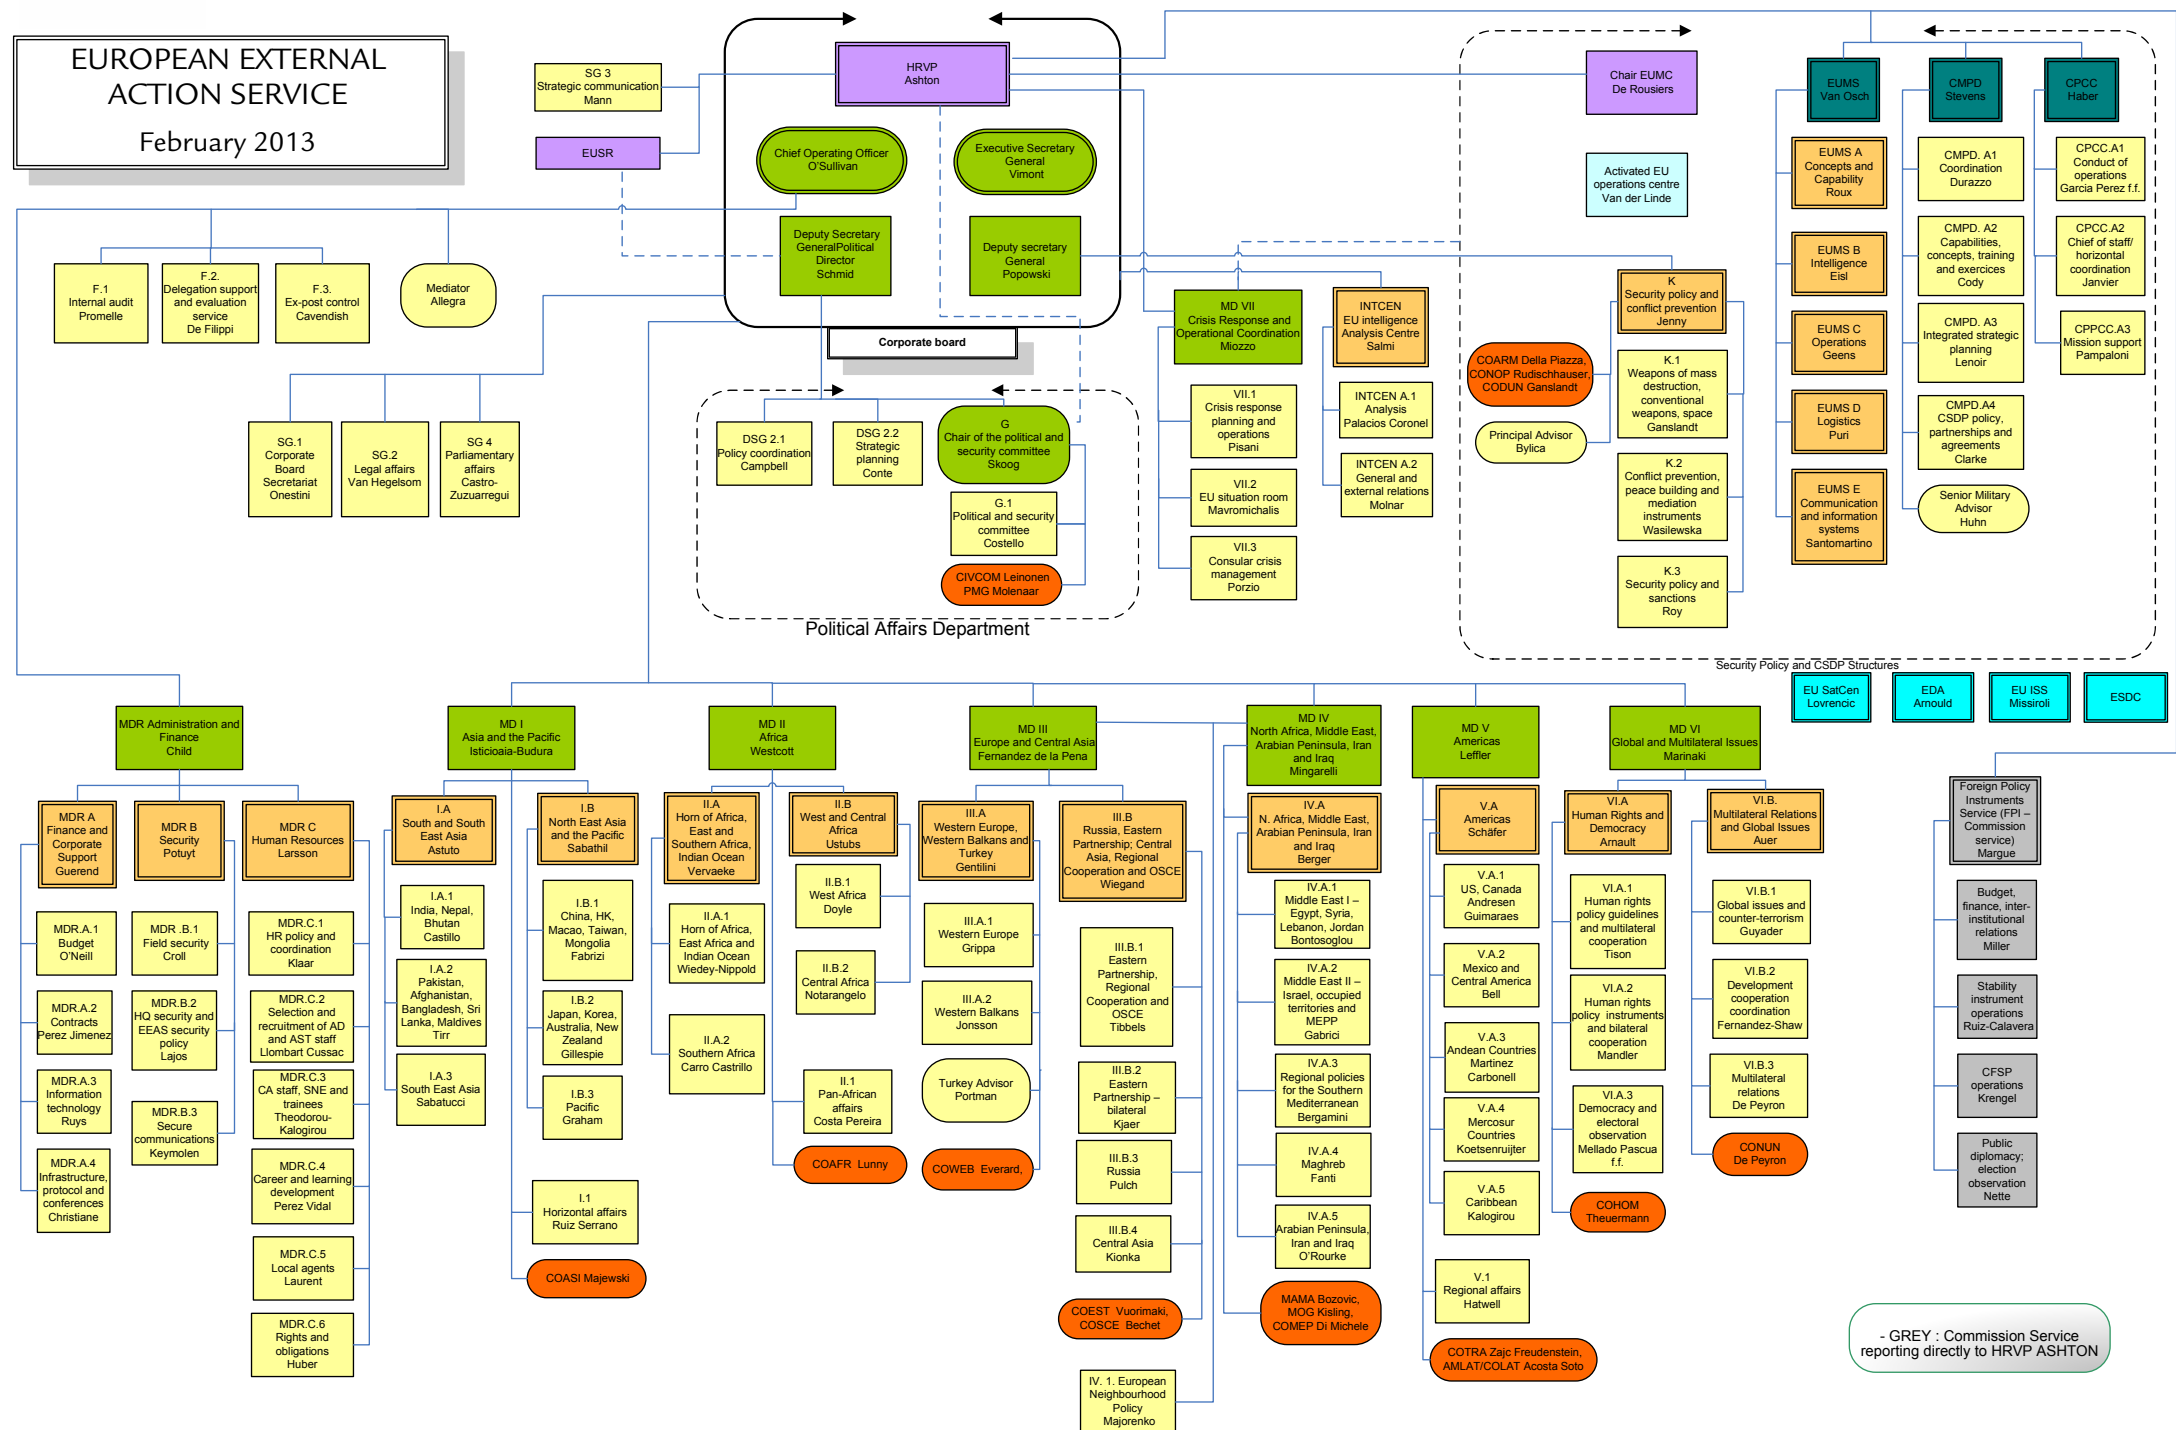 EUROPEAN EXTERNAL
ACTION SERVICE
February 2013
SG 3
Strategic communication
Mann
EUSR
HRVP
Ashton
Chief Operating Officer
O'Sullivan
Executive Secretary
General
Vimont
Deputy Secretary
GeneralPolitical
Director
Schmid
Deputy secretary
General
Popowski
Corporate board
Chair EUMC
De Rousiers
Activated EU
operations centre
Van der Linde
EUMS
Van Osch
CMPD
Stevens
CPCC
Haber
EUMS A
Concepts and
Capability
Roux
EUMS B
Intelligence
Eisl
EUMS C
Operations
Geens
EUMS D
Logistics
Puri
EUMS E
Communication
and information
systems
Santomartino
CMPD. A1
Coordination
Durazzo
CMPD. A2
Capabilities,
concepts, training
and exercices
Cody
CMPD. A3
Integrated strategic
planning
Lenoir
CMPD.A4
CSDP policy,
partnerships and
agreements
Clarke
Senior Military
Advisor
Huhn
CPCC.A1
Conduct of
operations
Garcia Perez f.f.
CPCC.A2
Chief of staff/
horizontal
coordination
Janvier
CPPCC.A3
Mission support
Pampaloni
F.1
Internal audit
Promelle
F.2.
Delegation support
and evaluation
service
De Filippi
F.3.
Ex-post control
Cavendish
Mediator
Allegra
SG.1
Corporate
Board
Secretariat
Onestini
SG.2
Legal affairs
Van Hegelsom
SG 4
Parliamentary
affairs
Castro-
Zuzuarregui
DSG 2.1
Policy coordination
Campbell
DSG 2.2
Strategic
planning
Conte
G
Chair of the political and
security committee
Skoog
G.1
Political and security
committee
Costello
CIVCOM Leinonen
PMG Molenaar
Political Affairs Department
MD VII
Crisis Response and
Operational Coordination
Miozzo
VII.1
Crisis response
planning and
operations
Pisani
VII.2
EU situation room
Mavromichalis
VII.3
Consular crisis
management
Porzio
INTCEN
EU intelligence
Analysis Centre
Salmi
INTCEN A.1
Analysis
Palacios Coronel
INTCEN A.2
General and
external relations
Molnar
K
Security policy and
conflict prevention
Jenny
COARM Della Piazza,
CONOP Rudischhauser,
CODUN Ganslandt
Principal Advisor
Bylica
K.1
Weapons of mass
destruction,
conventional
weapons, space
Ganslandt
K.2
Conflict prevention,
peace building and
mediation
instruments
Wasilewska
K.3
Security policy and
sanctions
Roy
Security Policy and CSDP Structures
EU SatCen
Lovrencic
EDA
Arnould
EU ISS
Missiroli
ESDC
MDR Administration and
Finance
Child
MDR A
Finance and
Corporate
Support
Guerend
MDR.A.1
Budget
O'Neill
MDR.A.2
Contracts
Perez Jimenez
MDR.A.3
Information
technology
Ruys
MDR.A.4
Infrastructure,
protocol and
conferences
Christiane
MDR B
Security
Potuyt
MDR .B.1
Field security
Croll
MDR.B.2
HQ security and
EEAS security
policy
Lajos
MDR.B.3
Secure
communications
Keymolen
MDR C
Human Resources
Larsson
MDR.C.1
HR policy and
coordination
Klaar
MDR.C.2
Selection and
recruitment of AD
and AST staff
Llombart Cussac
MDR.C.3
CA staff, SNE and
trainees
Theodorou-
Kalogirou
MDR.C.4
Career and learning
development
Perez Vidal
MDR.C.5
Local agents
Laurent
MDR.C.6
Rights and
obligations
Huber
MD I
Asia and the Pacific
Isticioaia-Budura
I.A
South and South
East Asia
Astuto
I.A.1
India, Nepal,
Bhutan
Castillo
I.A.2
Pakistan,
Afghanistan,
Bangladesh, Sri
Lanka, Maldives
Tirr
I.A.3
South East Asia
Sabatucci
I.B
North East Asia
and the Pacific
Sabathil
I.B.1
China, HK,
Macao, Taiwan,
Mongolia
Fabrizi
I.B.2
Japan, Korea,
Australia, New
Zealand
Gillespie
I.B.3
Pacific
Graham
I.1
Horizontal affairs
Ruiz Serrano
COASI Majewski
MD II
Africa
Westcott
II.A
Horn of Africa,
East and
Southern Africa,
Indian Ocean
Vervaeke
II.A.1
Horn of Africa,
East Africa and
Indian Ocean
Wiedey-Nippold
II.A.2
Southern Africa
Carro Castrillo
II.B
West and Central
Africa
Ustubs
II.B.1
West Africa
Doyle
II.B.2
Central Africa
Notarangelo
II.1
Pan-African
affairs
Costa Pereira
COAFR Lunny
MD III
Europe and Central Asia
Fernandez de la Pena
III.A
Western Europe,
Western Balkans and
Turkey
Gentilini
III.A.1
Western Europe
Grippa
III.A.2
Western Balkans
Jonsson
Turkey Advisor
Portman
COWEB Everard,
III.B
Russia, Eastern
Partnership; Central
Asia, Regional
Cooperation and OSCE
Wiegand
III.B.1
Eastern
Partnership,
Regional
Cooperation and
OSCE
Tibbels
III.B.2
Eastern
Partnership –
bilateral
Kjaer
III.B.3
Russia
Pulch
III.B.4
Central Asia
Kionka
COEST Vuorimaki,
COSCE Bechet
IV. 1. European
Neighbourhood
Policy
Majorenko
MD IV
North Africa, Middle East,
Arabian Peninsula, Iran
and Iraq
Mingarelli
IV.A
N. Africa, Middle East,
Arabian Peninsula, Iran
and Iraq
Berger
IV.A.1
Middle East I –
Egypt, Syria,
Lebanon, Jordan
Bontosoglou
IV.A.2
Middle East II –
Israel, occupied
territories and
MEPP
Gabrici
IV.A.3
Regional policies
for the Southern
Mediterranean
Bergamini
IV.A.4
Maghreb
Fanti
IV.A.5
Arabian Peninsula,
Iran and Iraq
O'Rourke
MAMA Bozovic,
MOG Kisling,
COMEP Di Michele
MD V
Americas
Leffler
V.A
Americas
Schäfer
V.A.1
US, Canada
Andresen
Guimaraes
V.A.2
Mexico and
Central America
Bell
V.A.3
Andean Countries
Martinez
Carbonell
V.A.4
Mercosur
Countries
Koetsenruijter
V.A.5
Caribbean
Kalogirou
V.1
Regional affairs
Hatwell
COTRA Zajc Freudenstein,
AMLAT/COLAT Acosta Soto
MD VI
Global and Multilateral Issues
Marinaki
VI.A
Human Rights and
Democracy
Arnault
VI.A.1
Human rights
policy guidelines
and multilateral
cooperation
Tison
VI.A.2
Human rights
policy instruments
and bilateral
cooperation
Mandler
VI.A.3
Democracy and
electoral
observation
Mellado Pascua
f.f.
COHOM
Theuermann
VI.B.
Multilateral Relations
and Global Issues
Auer
VI.B.1
Global issues and
counter-terrorism
Guyader
VI.B.2
Development
cooperation
coordination
Fernandez-Shaw
VI.B.3
Multilateral
relations
De Peyron
CONUN
De Peyron
Foreign Policy
Instruments
Service (FPI –
Commission
service)
Margue
Budget,
finance, inter-
institutional
relations
Miller
Stability
instrument
operations
Ruiz-Calavera
CFSP
operations
Krengel
Public
diplomacy;
election
observation
Nette
- GREY : Commission Service
reporting directly to HRVP ASHTON